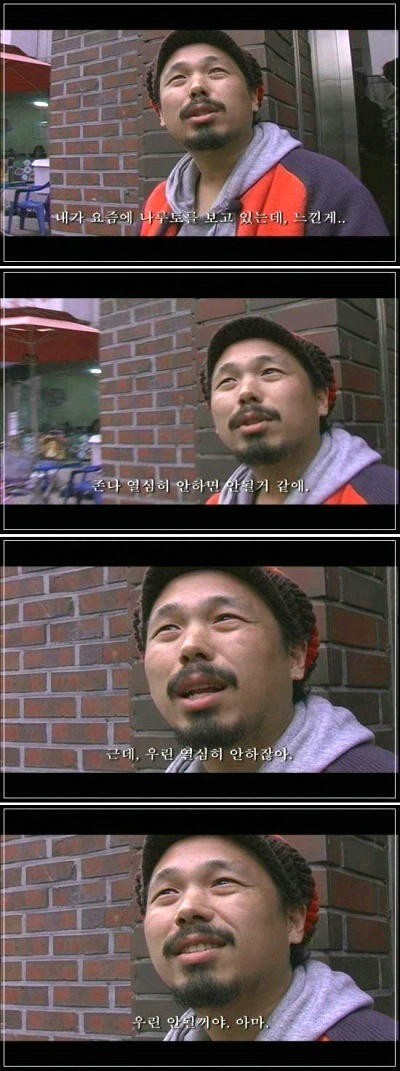 내가 요즘에 나루토를 보고 있는데, 느낀게..
존나 열심히 안하면 안될거 같애.
근데, 우린 열심히 안하잖아.
우린 안될꺼야. 아마.